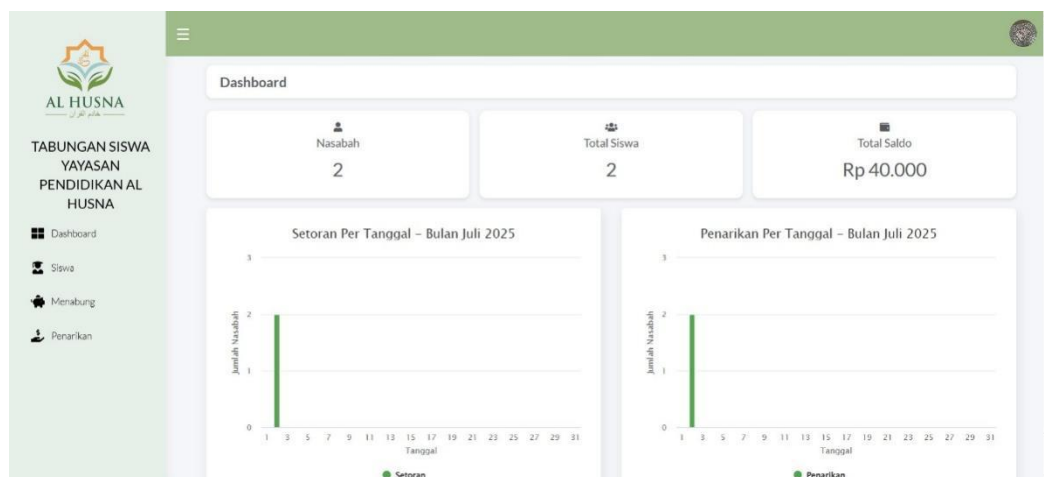 AL HUSNA
TABUNGAN SISWA
YAYASAN
PENDIDIKAN AL
HUSNA
Dashboard
Siswa
Menabung
Penarikan
Dashboard
Nasabah
2
Total Siswa
2
Total Saldo
Rp 40.000
Setoran Per Tanggal – Bulan Juli 2025
3
2
1
0
Jumlah Nasabah
1 3 5 7 9 11 13 15 17 19 21 23 25 27 29 31
Tanggal
Setoran
Penarikan Per Tanggal – Bulan Juli 2025
3
2
1
0
Jumlah Nasabah
1 3 5 7 9 11 13 15 17 19 21 23 25 27 29 31
Tanggal
Penarikan